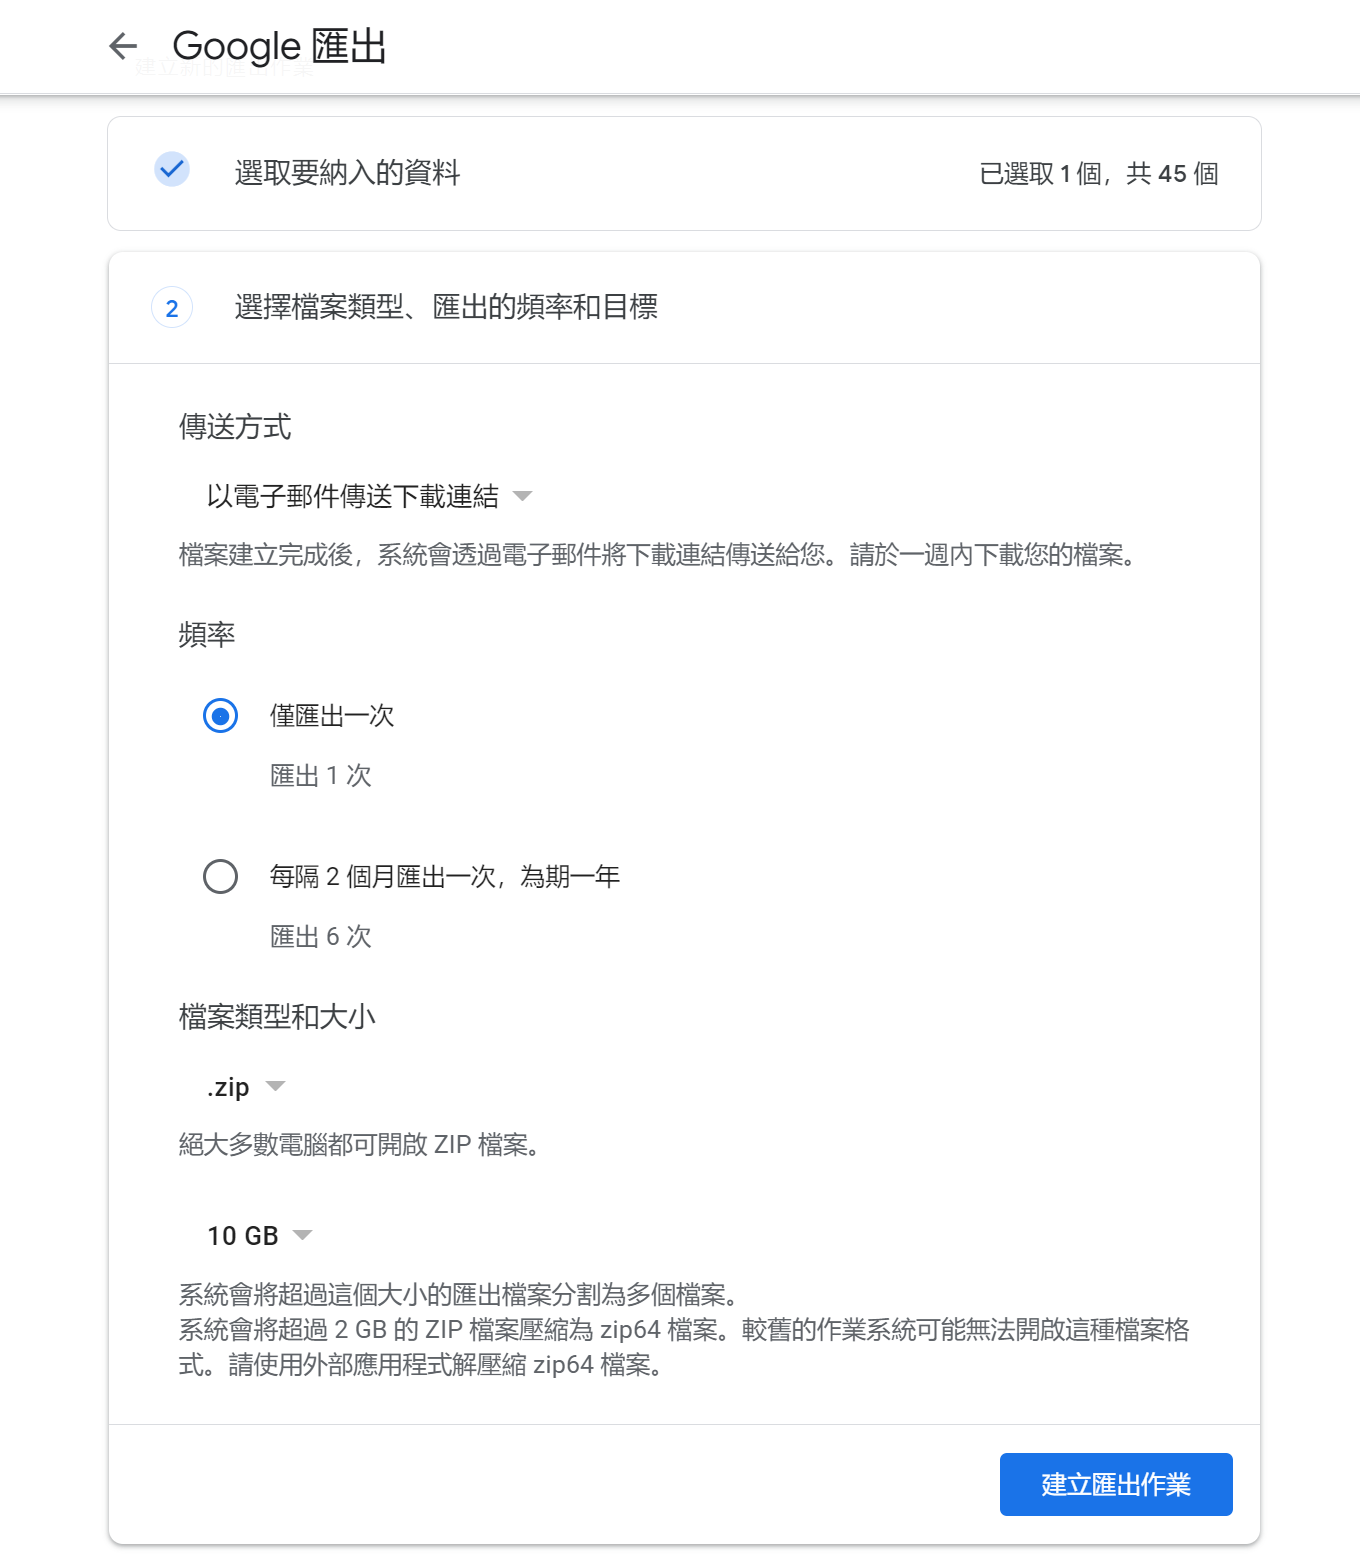 Google 匯出
建立新的匯出作業
選取要納入的資料
已選取 1 個，共 45 個
2
選擇檔案類型、匯出的頻率和目標
傳送方式
以電子郵件傳送下載連結
檔案建立完成後，系統會透過電子郵件將下載連結傳送給您。請於一週內下載您的檔案。
頻率
僅匯出一次
匯出 1 次
每隔 2 個月匯出一次，為期一年
匯出 6 次
檔案類型和大小
.zip
絕大多數電腦都可開啟 ZIP 檔案。
10 GB
系統會將超過這個大小的匯出檔案分割為多個檔案。
系統會將超過 2 GB 的 ZIP 檔案壓縮為 zip64 檔案。較舊的作業系統可能無法開啟這種檔案格
式。請使用外部應用程式解壓縮 zip64 檔案。
建立匯出作業